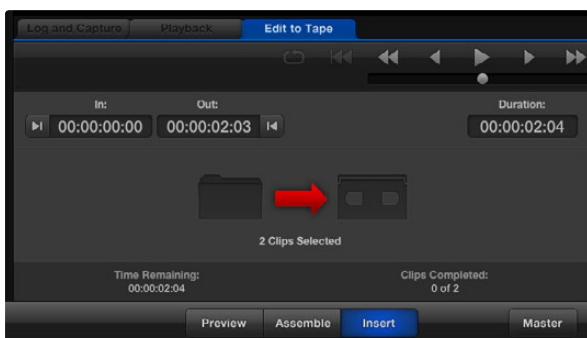 Log and Capture Playback Edit to Tape
In: Out: Duration:
00:00:00:00 00:00:02:03 00:00:02:04
2 Clips Selected
Time Remaining: Clips Completed:
00:00:02:04 0 of 2
Preview Assemble Insert Master